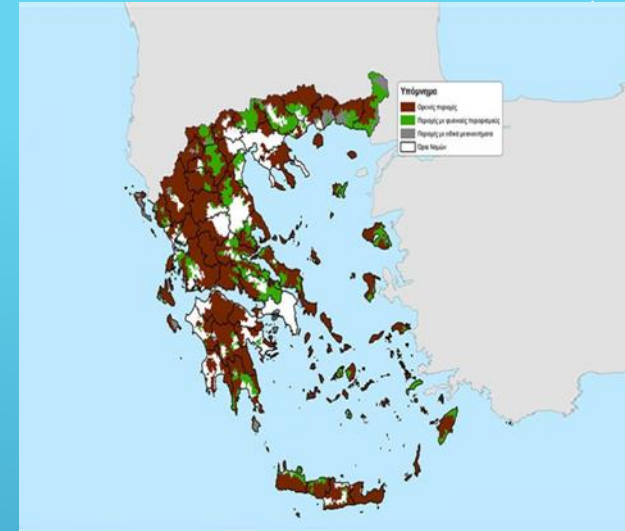 Υπόμνημα
Ορεινές περιοχές
Περιοχές με φυσικούς περιορισμούς
Περιοχές με ειδικά μειονεκτήματα
Όρια Νομών